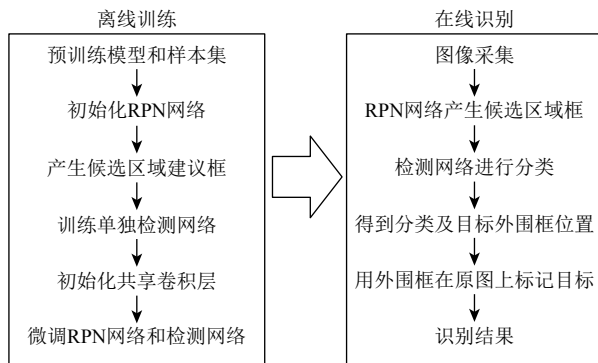 离线训练
预训练模型和样本集
初始化RPN网络
产生候选区域建议框
训练单独检测网络
初始化共享卷积层
微调RPN网络和检测网络
在线识别
图像采集
RPN网络产生候选区域框
检测网络进行分类
得到分类及目标外围框位置
用外围框在原图上标记目标
识别结果